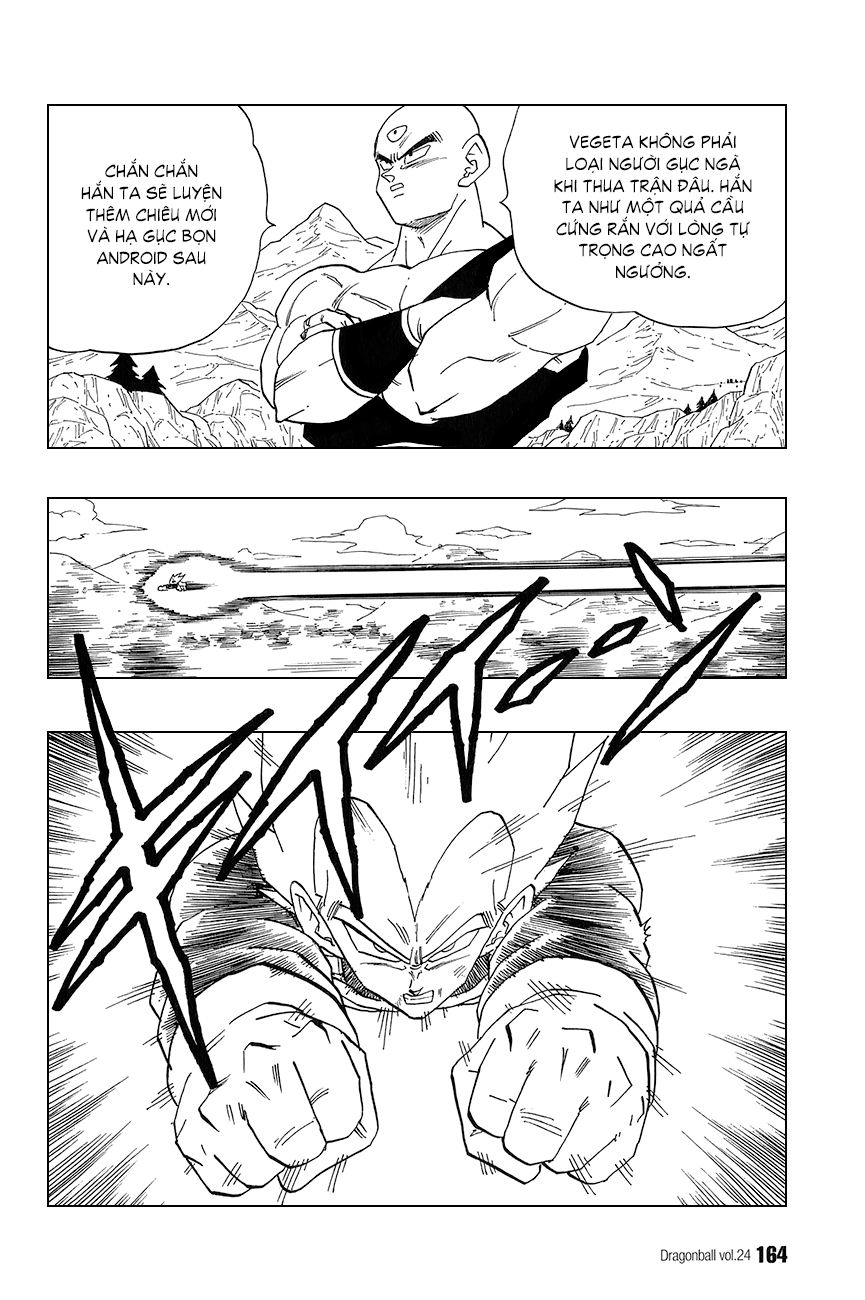 VEGETA KHÔNG PHẢI
LOẠI NGƯỜI GỤC NGÃ
KHI THUA TRẬN ĐÂU. HẮN
TA NHƯ MỘT QUẢ CẦU
CỨNG RẮN VỚI LÒNG TỰ
TRỌNG CAO NGẤT
NGƯỞNG.
CHẮN CHẮN
HẮN TA SẼ LUYỆN
THÊM CHIÊU MỚI
VÀ HẠ GỤC BỌN
ANDROID SAU
NÀY.
Dragonball vol.24 164